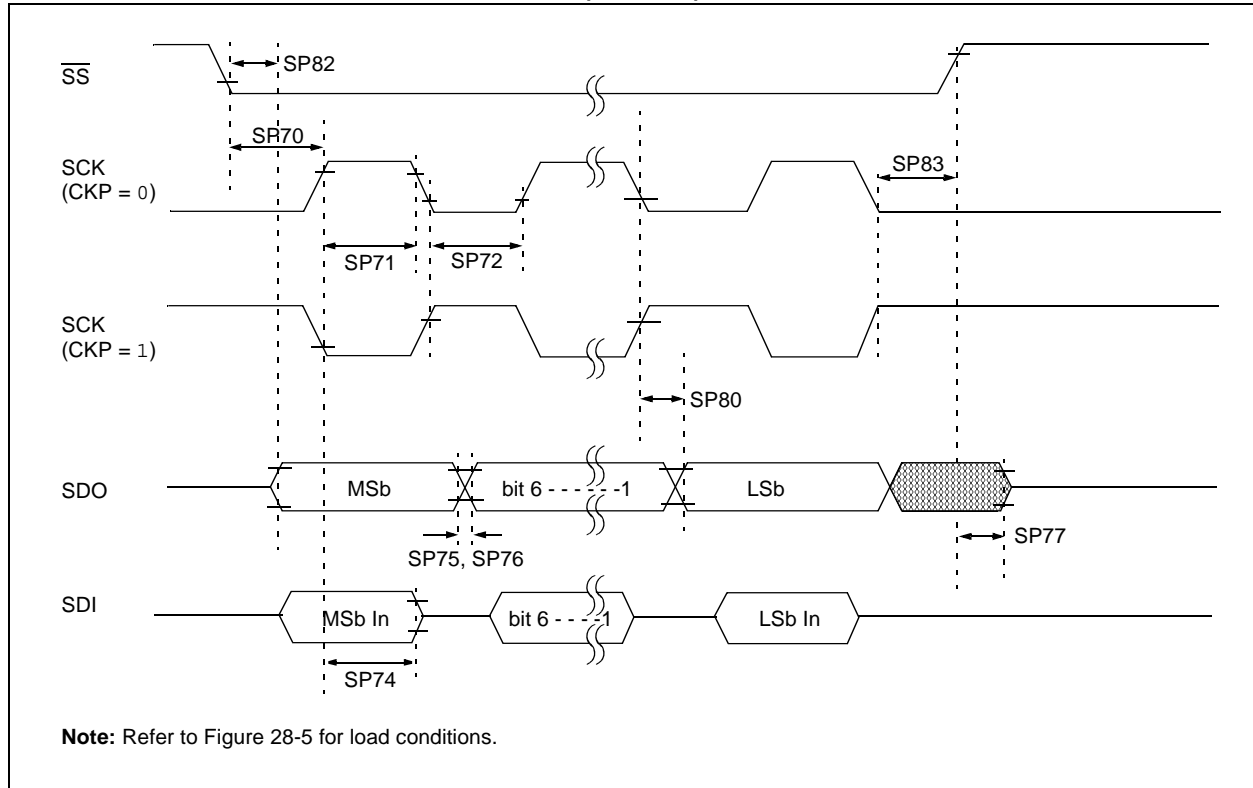 SS
SP82
SP70
SCK
(CKP = 0)
SP83
SP71
SP72
SCK
(CKP = 1)
SP80
SDO
MSb
bit 6 - - - - - -1
LSb
SP75, SP76
SP77
SDI
MSb In
bit 6 - - - -1
LSb In
SP74
Note: Refer to Figure 28-5 for load conditions.